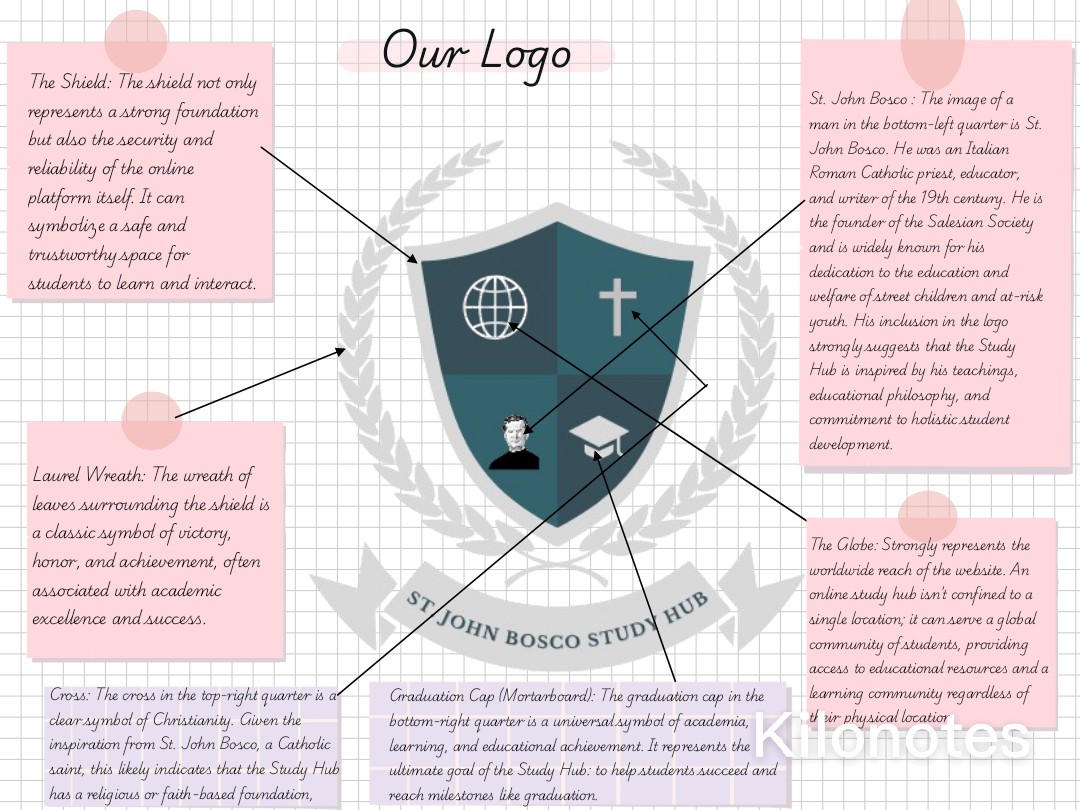 Our Logo
The Shield: The shield not only
represents a strong foundation
but also the security and
reliability of the online
platform itself. It can
symbolize a safe and
trustworthy space for
students to learn and interact.
St. John Bosco : The image of a
man in the bottom-left quarter is St.
John Bosco. He was an Italian
Roman Catholic priest, educator,
and writer of the 19th century. He is
the founder of the Salesian Society
and is widely known for his
dedication to the education and
welfare of street children and at-risk
youth. His inclusion in the logo
strongly suggests that the Study
Hub is inspired by his teachings,
educational philosophy, and
commitment to holistic student
development.
Laurel Wreath: The wreath of
leaves surrounding the shield is
a classic symbol of victory,
honor, and achievement, often
associated with academic
excellence and success.
ST JOHN BOSCO STUDY HUB
The Globe: Strongly represents the
worldwide reach of the website. An
online study hub isn't confined to a
single location; it can serve a global
community of students, providing
access to educational resources and a
learning community regardless of
their physical location
Cross: The cross in the top-right quarter is a
clear symbol of Christianity. Given the
inspiration from St. John Bosco, a Catholic
saint, this likely indicates that the Study Hub
has a religious or faith-based foundation,
Graduation Cap (Mortarboard): The graduation cap in the
bottom-right quarter is a universal symbol of academia,
learning, and educational achievement. It represents the
ultimate goal of the Study Hub: to help students succeed and
reach milestones like graduation.
Kilonotes